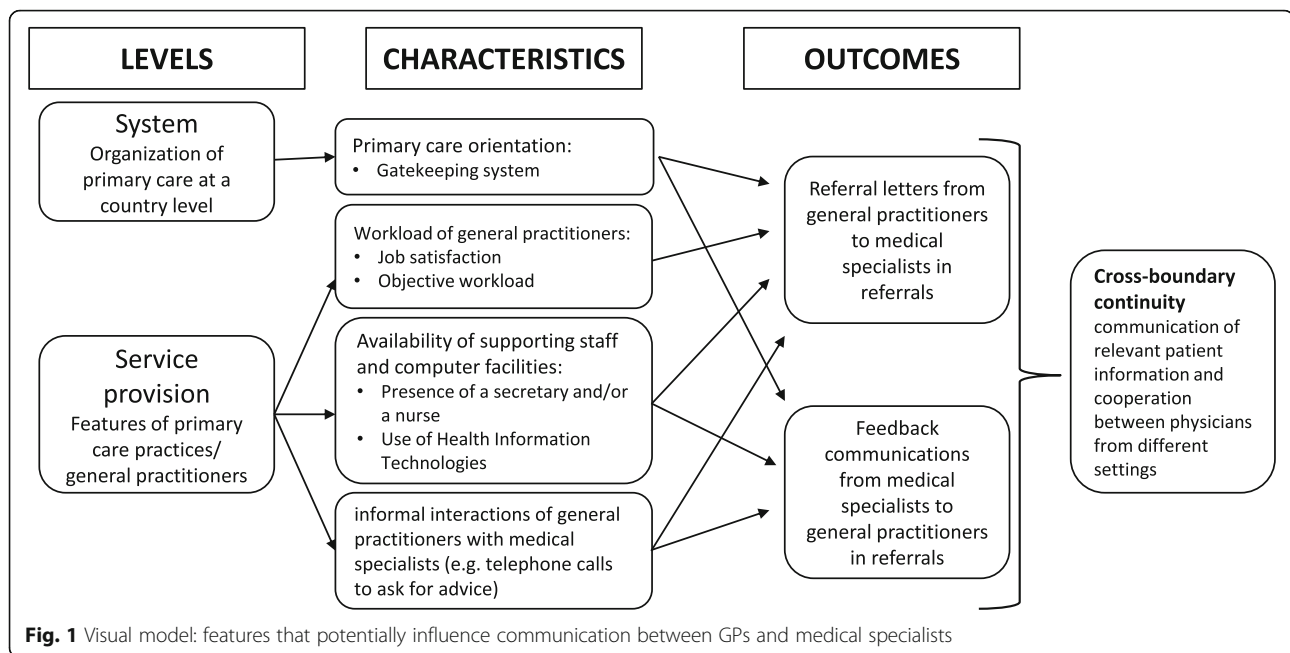 LEVELS
CHARACTERISTICS
OUTCOMES
System
Organization of
primary care at a
country level
Service
provision
Features of primary
care practices/
general practitioners
Primary care orientation:
• Gatekeeping system
Workload of general practitioners:
• Job satisfaction
• Objective workload
Availability of supporting staff
and computer facilities:
• Presence of a secretary and/or
a nurse
• Use of Health Information
Technologies
informal interactions of general
practitioners with medical
specialists (e.g. telephone calls
to ask for advice)
Referral letters from
general practitioners
to medical
specialists in
referrals
Feedback
communications
from medical
specialists to
general practitioners
in referrals
Cross-boundary
continuity
communication of
relevant patient
information and
cooperation
between physicians
from different
settings
Fig. 1 Visual model: features that potentially influence communication between GPs and medical specialists